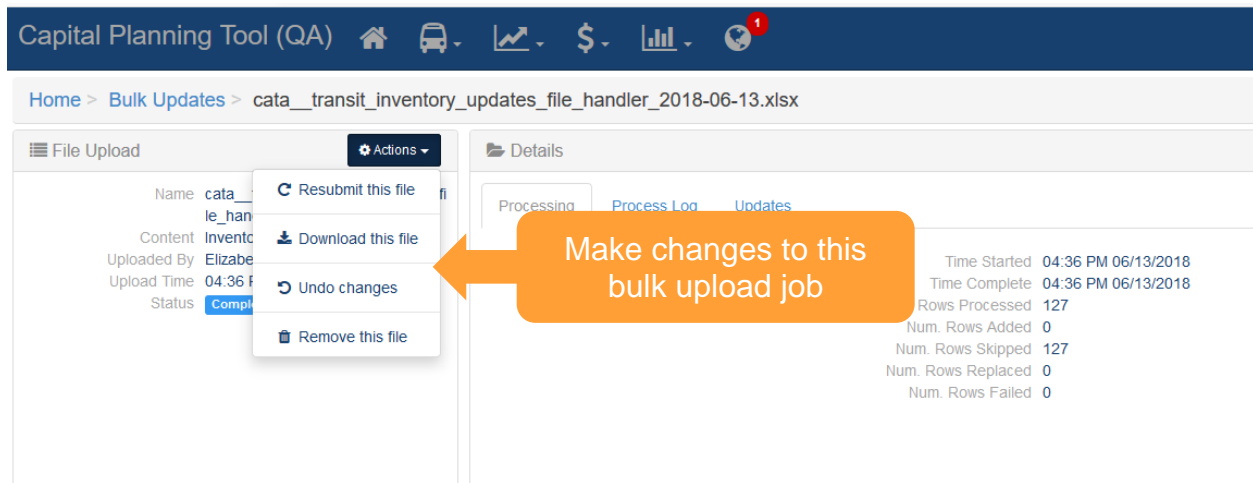 Capital Planning Tool (QA)
$
1
Home > Bulk Updates > cata__transit_inventory_updates_file_handler_2018-06-13.xlsx
File Upload
Actions
Details
Name cata__ fi
le_han
Content Invento
Uploaded By Elizabe
Upload Time 04:36 P
Status Compl
Resubmit this file
Download this file
Undo changes
Remove this file
Processing Process Log Updates
Make changes to this
bulk upload job
Time Started 04:36 PM 06/13/2018
Time Complete 04:36 PM 06/13/2018
Rows Processed 127
Num. Rows Added 0
Num. Rows Skipped 127
Num. Rows Replaced 0
Num. Rows Failed 0